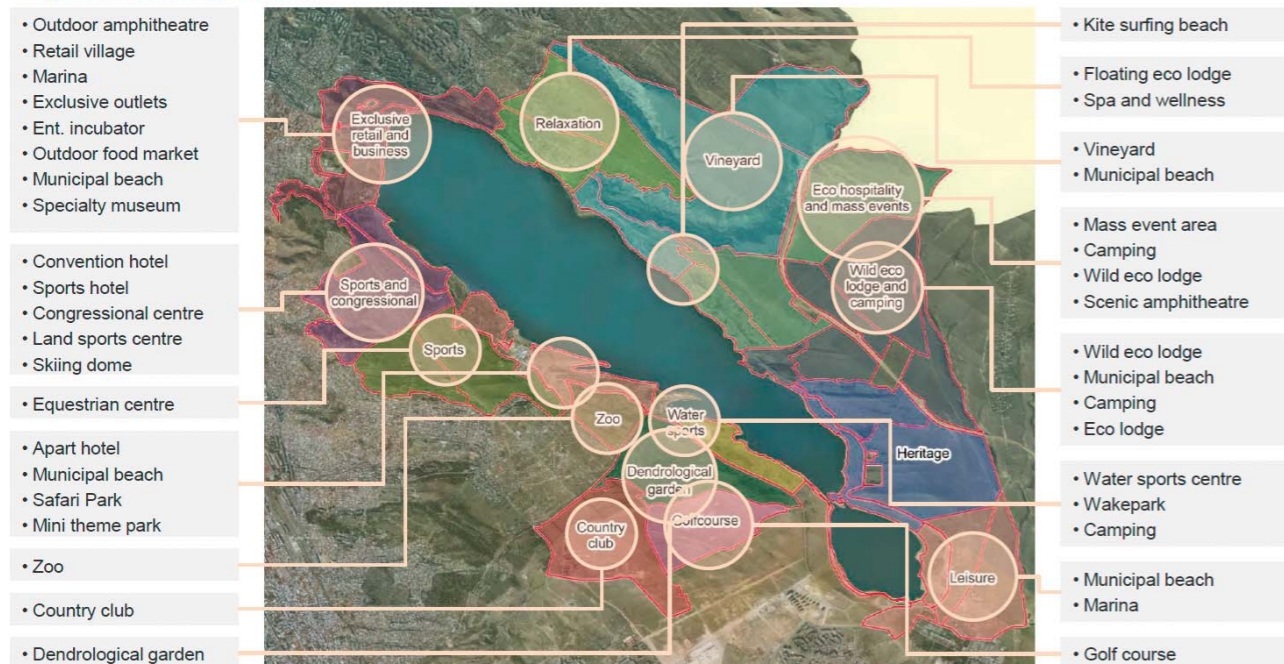 • Outdoor amphitheatre
• Retail village
• Marina
• Exclusive outlets
• Ent. incubator
• Outdoor food market
• Municipal beach
• Specialty museum
• Convention hotel
• Sports hotel
• Congressional centre
• Land sports centre
• Skiing dome
• Equestrian centre
• Apart hotel
• Municipal beach
• Safari Park
• Mini theme park
• Zoo
• Country club
• Dendrological garden
Exclusive
retail and
business
Relaxation
Vineyard
Eco hospitality
and mass events
Wild eco
lodge and
camping
Sports and
congressional
Sports
Zoo
Water
sports
Dendrological
garden
Golfcourse
Country
club
Heritage
Leisure
• Kite surfing beach
• Floating eco lodge
• Spa and wellness
• Vineyard
• Municipal beach
• Mass event area
• Camping
• Wild eco lodge
• Scenic amphitheatre
• Wild eco lodge
• Municipal beach
• Camping
• Eco lodge
• Water sports centre
• Wakepark
• Camping
• Municipal beach
• Marina
• Golf course